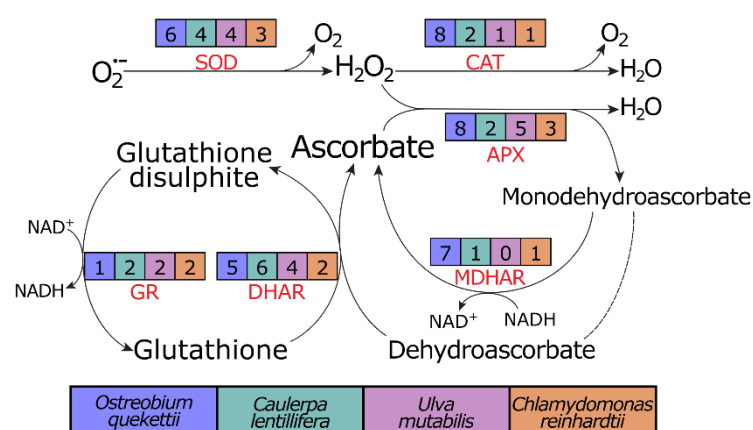 6 4 4 3
O₂
8 2 1 1
O₂
O₂·⁻
SOD
H₂O₂
CAT
H₂O
H₂O
8 2 5 3
APX
Ascorbate
Glutathione
disulphite
Monodehydroascorbate
NAD⁺
7 1 0 1
MDHAR
1 2 2 2
GR
5 6 4 2
DHAR
NADH
NAD⁺
NADH
Glutathione
Dehydroascorbate
Ostreobium
quekettii
Caulerpa
lentillifera
Ulva
mutabilis
Chlamydomonas
reinhardtii